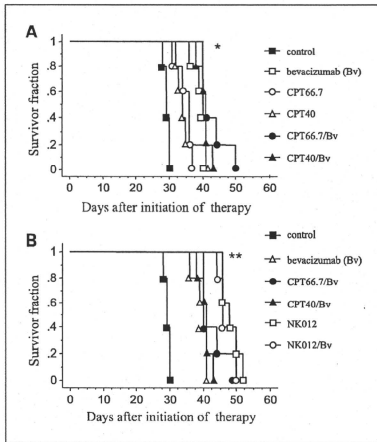 A
*
control
bevacizumab (Bv)
CPT66.7
CPT40
CPT66.7/Bv
CPT40/Bv
Survivor fraction
1
.8
.6
.4
.2
0
0 10 20 30 40 50 60
Days after initiation of therapy
B
**
control
bevacizumab (Bv)
CPT66.7/Bv
CPT40/Bv
NK012
NK012/Bv
Survivor fraction
1
.8
.6
.4
.2
0
0 10 20 30 40 50 60
Days after initiation of therapy